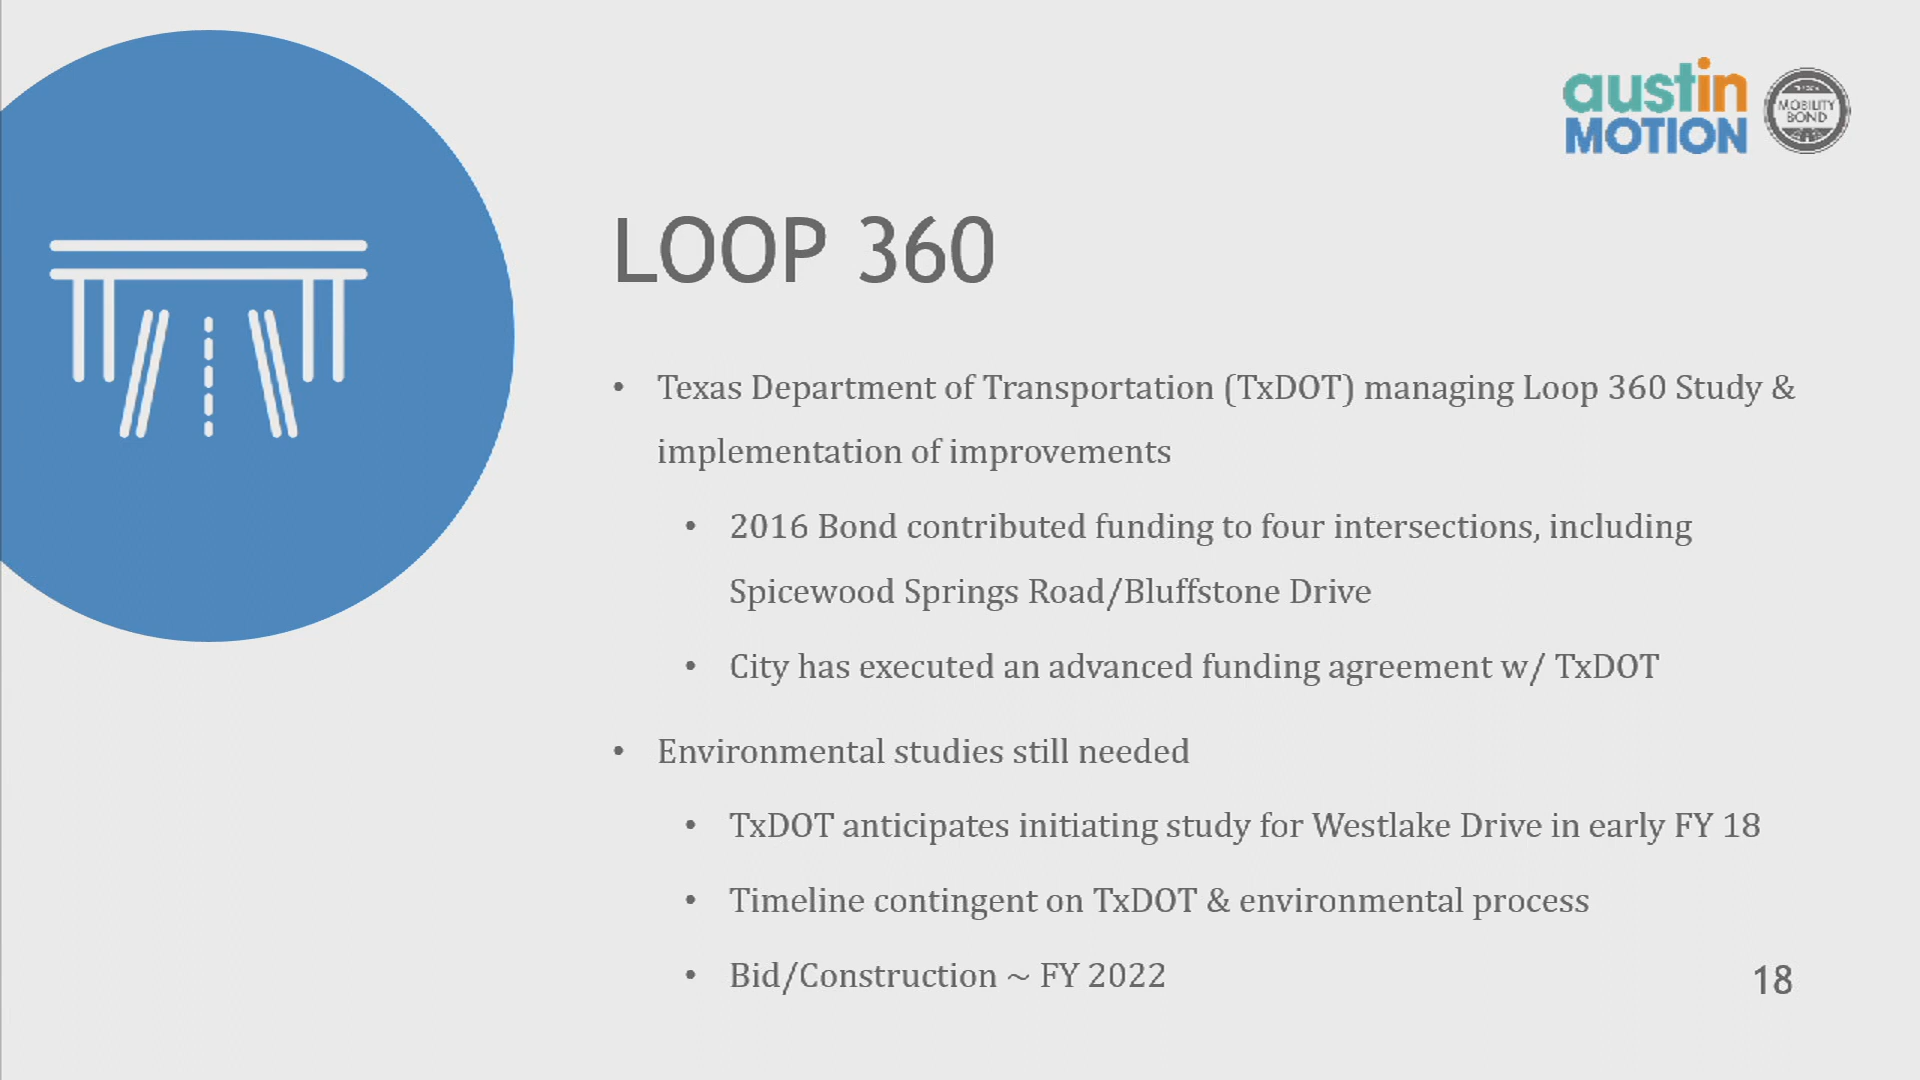 austin
MOTION
MOBILITY
BOND
LOOP 360
• Texas Department of Transportation (TxDOT) managing Loop 360 Study &
implementation of improvements
• 2016 Bond contributed funding to four intersections, including
Spicewood Springs Road/Bluffstone Drive
• City has executed an advanced funding agreement w/ TxDOT
• Environmental studies still needed
• TxDOT anticipates initiating study for Westlake Drive in early FY 18
• Timeline contingent on TxDOT & environmental process
• Bid/Construction ~ FY 2022
18